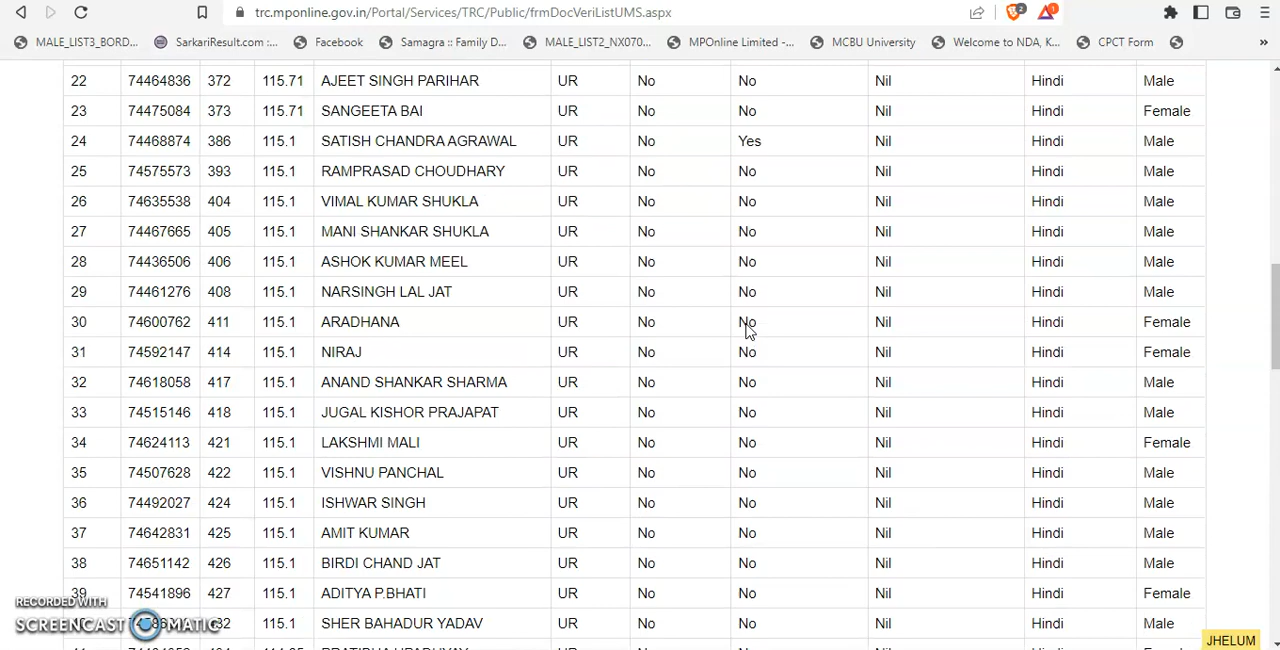 trc.mponline.gov.in/Portal/Services/TRC/Public/frmDocVeriListUMS.aspx 2 1
MALE_LIST3_BORD... SarkariResult.com :... Facebook Samagra :: Family D... MALE_LIST2_NX070... MPOnline Limited -... MCBU University Welcome to NDA, K... CPCT Form »
22 74464836 372 115.71 AJEET SINGH PARIHAR UR No No Nil Hindi Male
23 74475084 373 115.71 SANGEETA BAI UR No No Nil Hindi Female
24 74468874 386 115.1 SATISH CHANDRA AGRAWAL UR No Yes Nil Hindi Male
25 74575573 393 115.1 RAMPRASAD CHOUDHARY UR No No Nil Hindi Male
26 74635538 404 115.1 VIMAL KUMAR SHUKLA UR No No Nil Hindi Male
27 74467665 405 115.1 MANI SHANKAR SHUKLA UR No No Nil Hindi Male
28 74436506 406 115.1 ASHOK KUMAR MEEL UR No No Nil Hindi Male
29 74461276 408 115.1 NARSINGH LAL JAT UR No No Nil Hindi Male
30 74600762 411 115.1 ARADHANA UR No No Nil Hindi Female
31 74592147 414 115.1 NIRAJ UR No No Nil Hindi Female
32 74618058 417 115.1 ANAND SHANKAR SHARMA UR No No Nil Hindi Male
33 74515146 418 115.1 JUGAL KISHOR PRAJAPAT UR No No Nil Hindi Male
34 74624113 421 115.1 LAKSHMI MALI UR No No Nil Hindi Female
35 74507628 422 115.1 VISHNU PANCHAL UR No No Nil Hindi Male
36 74492027 424 115.1 ISHWAR SINGH UR No No Nil Hindi Male
37 74642831 425 115.1 AMIT KUMAR UR No No Nil Hindi Male
38 74651142 426 115.1 BIRDI CHAND JAT UR No No Nil Hindi Male
39 74541896 427 115.1 ADITYA P.BHATI UR No No Nil Hindi Female
RECORDED WITH
SCREENCAST MATIC
115.1 SHER BAHADUR YADAV UR No No Nil Hindi Male
JHELUM